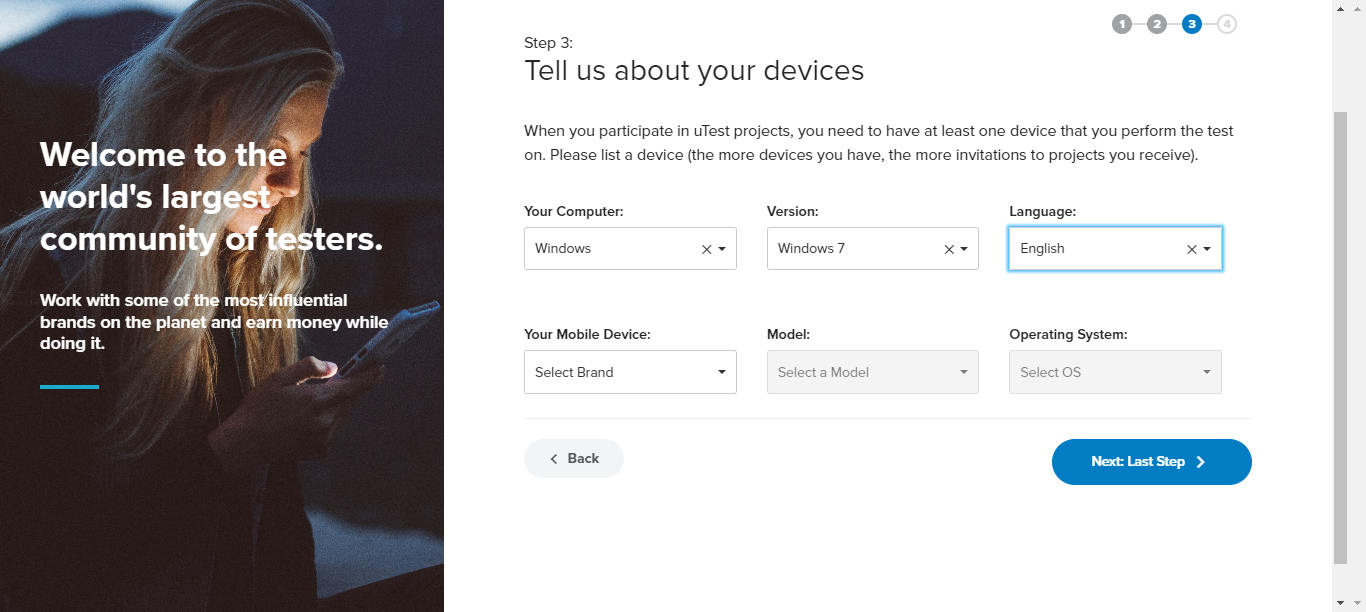 Welcome to the
world's largest
community of testers.
Work with some of the most influential
brands on the planet and earn money while
doing it.
1 2 3 4
Step 3:
Tell us about your devices
When you participate in uTest projects, you need to have at least one device that you perform the test
on. Please list a device (the more devices you have, the more invitations to projects you receive).
Your Computer: Version: Language:
Windows Windows 7 English
Your Mobile Device: Model: Operating System:
Select Brand Select a Model Select OS
Back Next: Last Step